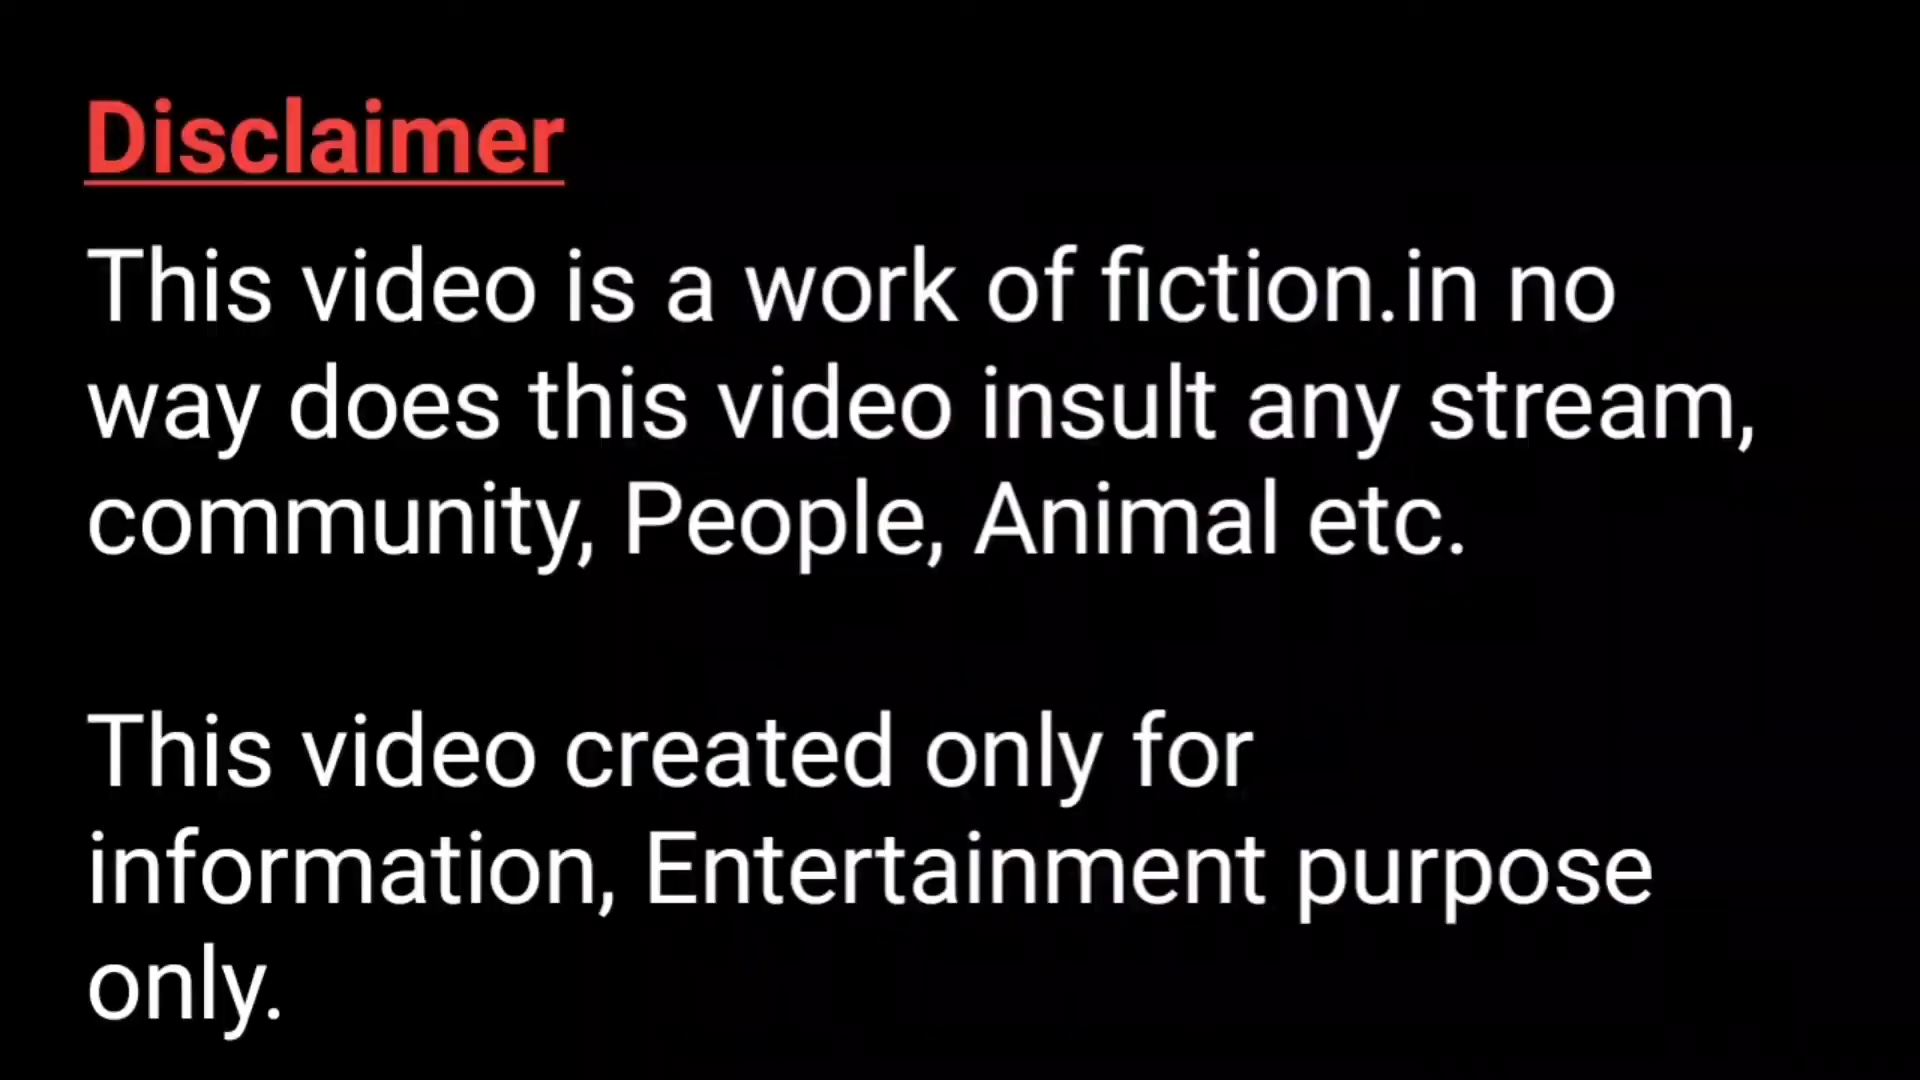 Disclaimer
This video is a work of fiction.in no
way does this video insult any stream,
community, People, Animal etc.
This video created only for
information, Entertainment purpose
only.